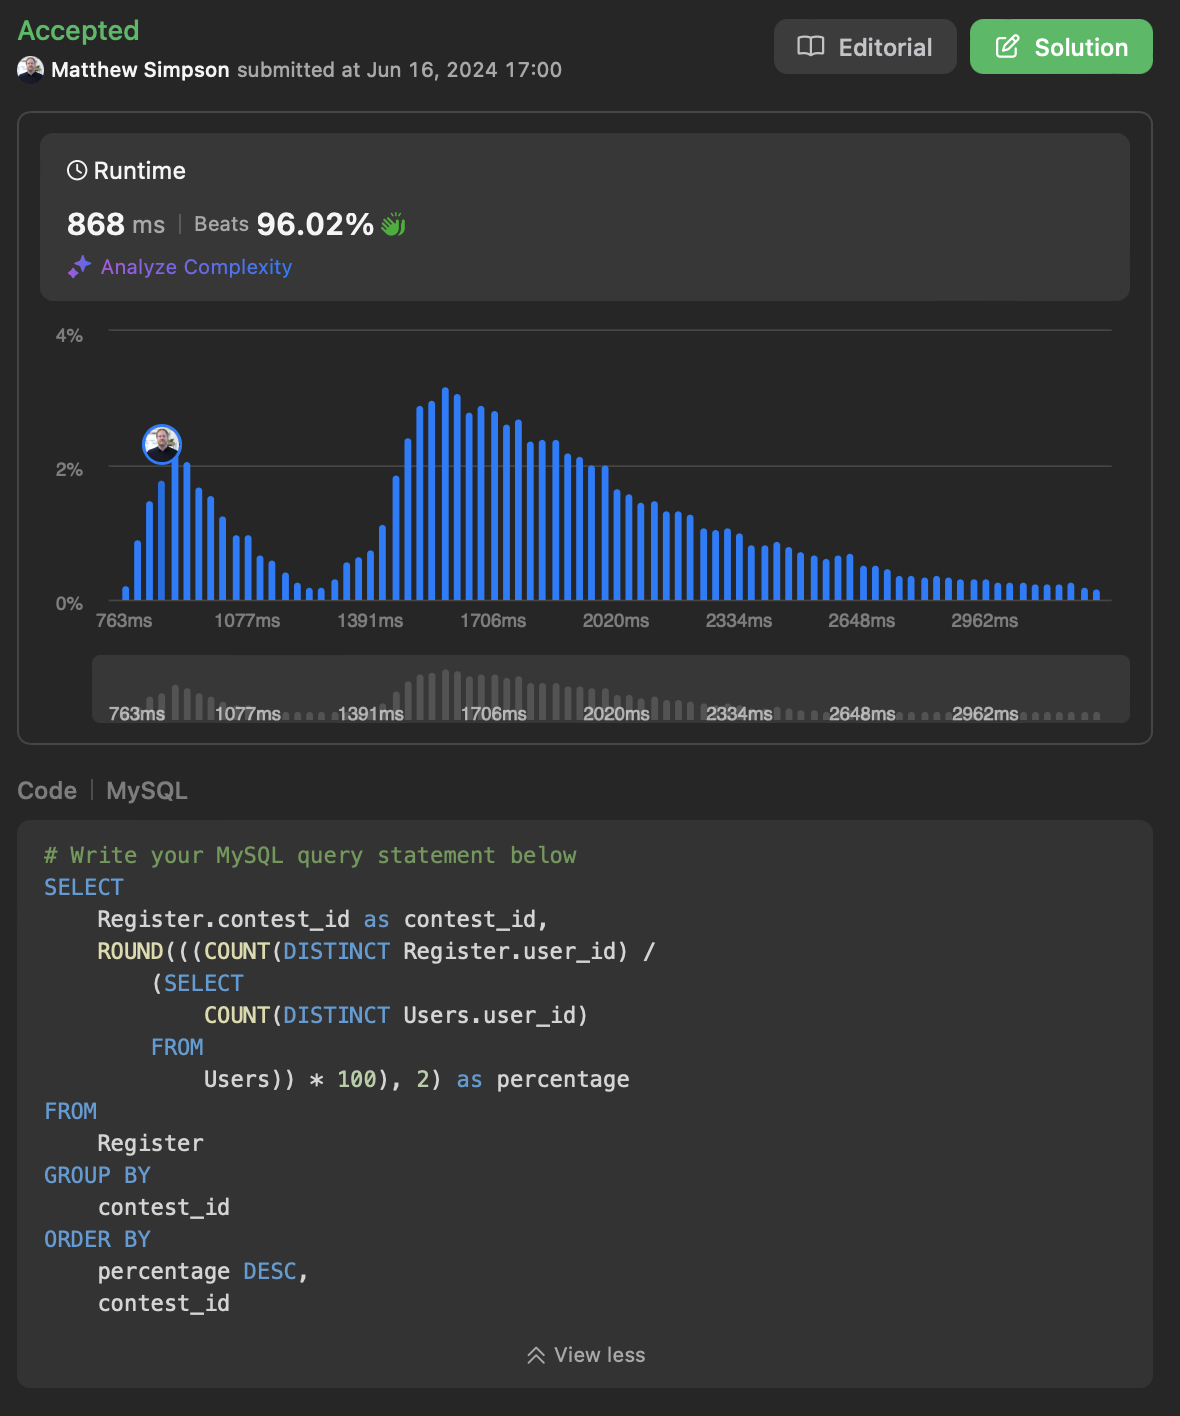 Accepted
Matthew Simpson submitted at Jun 16, 2024 17:00
Editorial
Solution
Runtime
868 ms | Beats 96.02%
Analyze Complexity
4%
2%
0%
763ms 1077ms 1391ms 1706ms 2020ms 2334ms 2648ms 2962ms
763ms 1077ms 1391ms 1706ms 2020ms 2334ms 2648ms 2962ms
Code | MySQL
# Write your MySQL query statement below
SELECT
    Register.contest_id as contest_id,
    ROUND(((COUNT(DISTINCT Register.user_id) /
        (SELECT
            COUNT(DISTINCT Users.user_id)
        FROM
            Users)) * 100), 2) as percentage
FROM
    Register
GROUP BY
    contest_id
ORDER BY
    percentage DESC,
    contest_id
View less